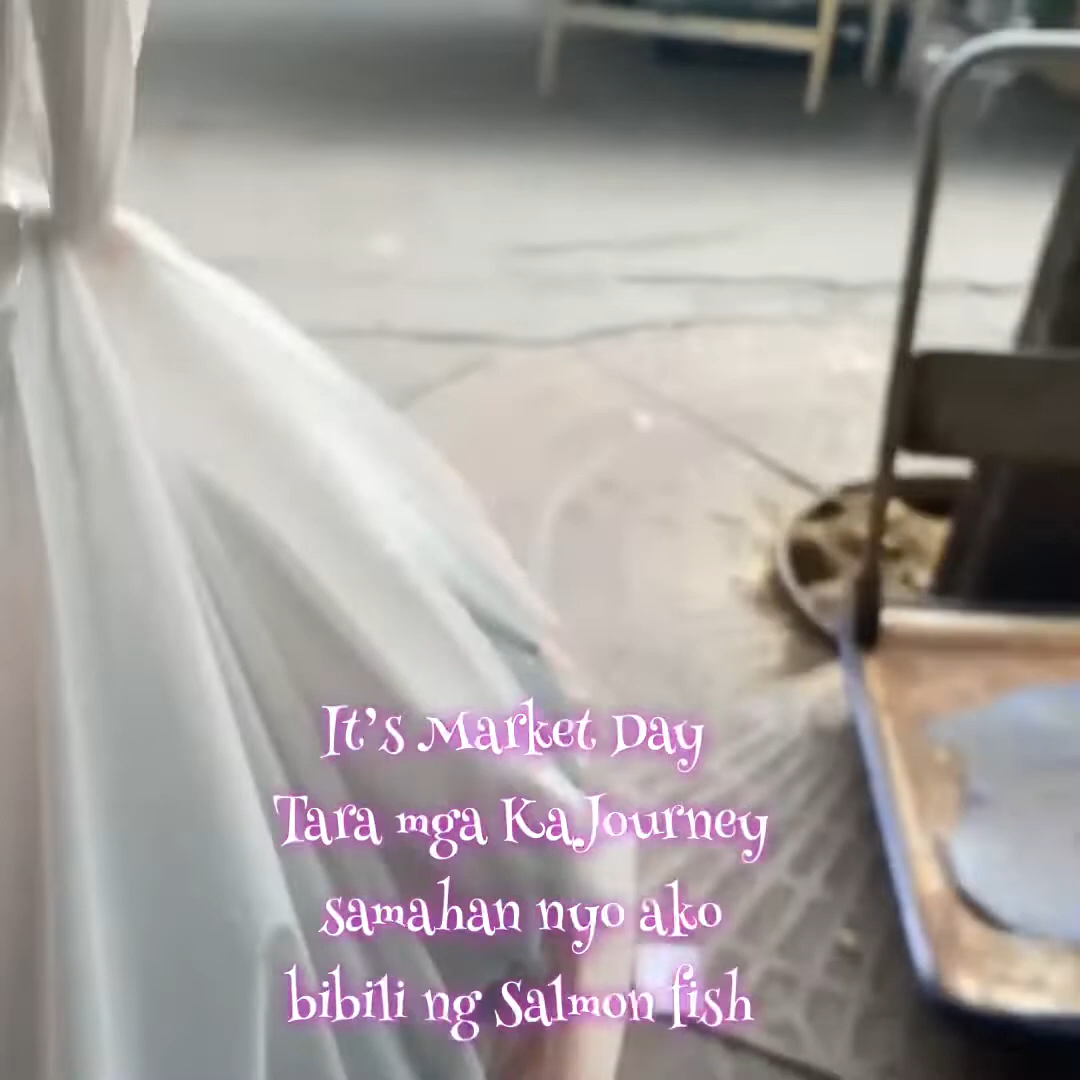 It's Market Day
Tara mga KaJourney
samahan nyo ako
bibili ng Salmon fish